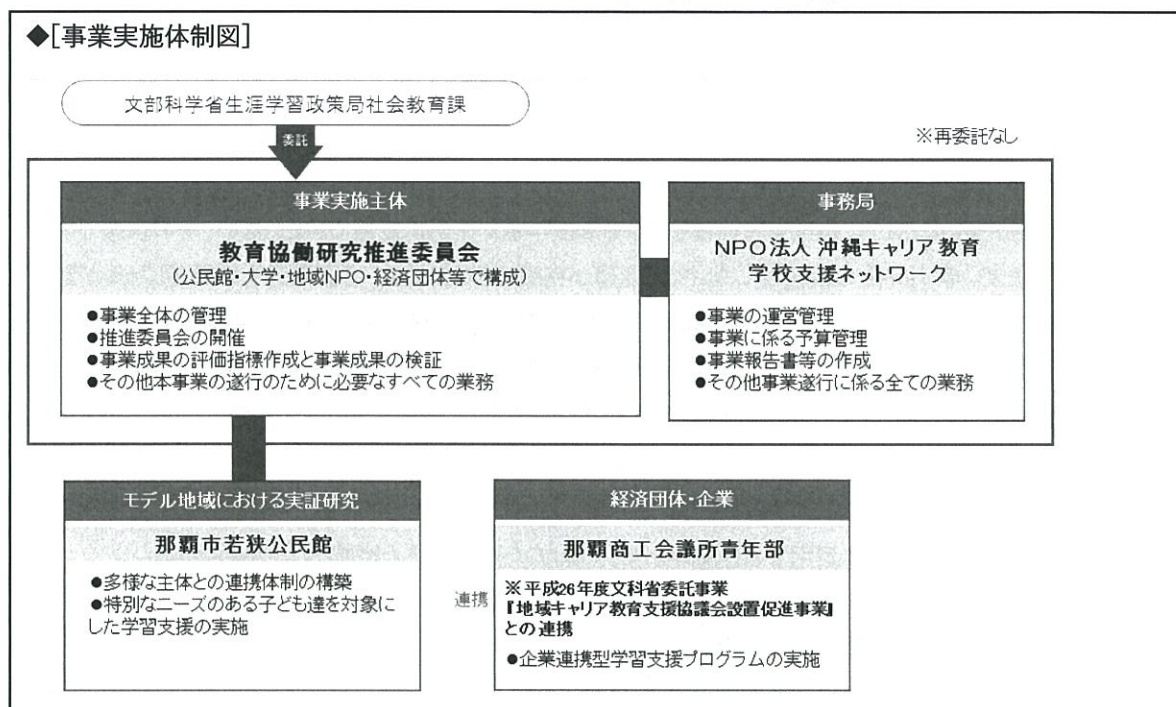 ◆[事業実施体制図]
文部科学省生涯学習政策局社会教育課
委託
※再委託なし
事業実施主体
教育協働研究推進委員会
(公民館・大学・地域NPO・経済団体等で構成)
●事業全体の管理
●推進委員会の開催
●事業成果の評価指標作成と事業成果の検証
●その他本事業の遂行のために必要なすべての業務
事務局
NPO法人 沖縄キャリア教育
学校支援ネットワーク
●事業の運営管理
●事業に係る予算管理
●事業報告書等の作成
●その他事業遂行に係る全ての業務
モデル地域における実証研究
那覇市若狭公民館
●多様な主体との連携体制の構築
●特別なニーズのある子ども達を対象に
した学習支援の実施
連携
経済団体・企業
那覇商工会議所青年部
※平成26年度文科省委託事業
『地域キャリア教育支援協議会設置促進事業』
との連携
●企業連携型学習支援プログラムの実施